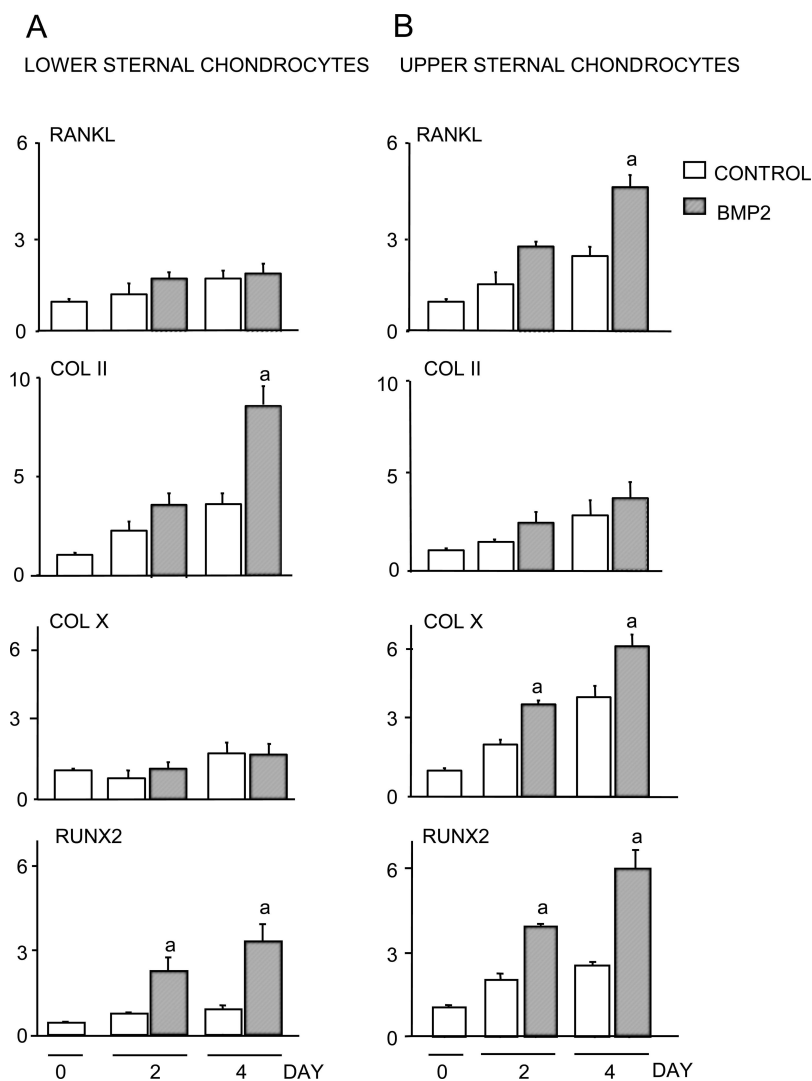 A
LOWER STERNAL CHONDROCYTES
RANKL
6
3
0
COL II
a
10
5
0
COL X
6
3
0
RUNX2
a
a
6
3
0
0 2 4 DAY
B
UPPER STERNAL CHONDROCYTES
RANKL
a
6
3
0
CONTROL
BMP2
COL II
10
5
0
COL X
a
a
6
3
0
RUNX2
a
a
6
3
0
0 2 4 DAY